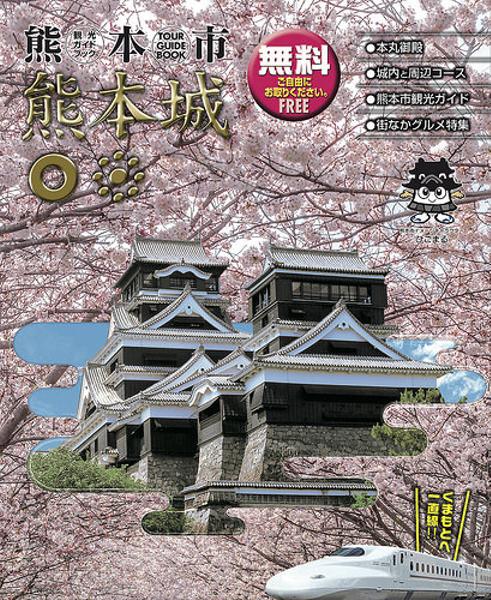 熊本市
観光
ガイド
ブック
TOUR
GUIDE
BOOK
熊本城
無料
ご自由に
お取りください。
FREE
●本丸御殿
●城内と周辺コース
●熊本市観光ガイド
●街なかグルメ特集
ひごまる
くまもとへ
一直線!